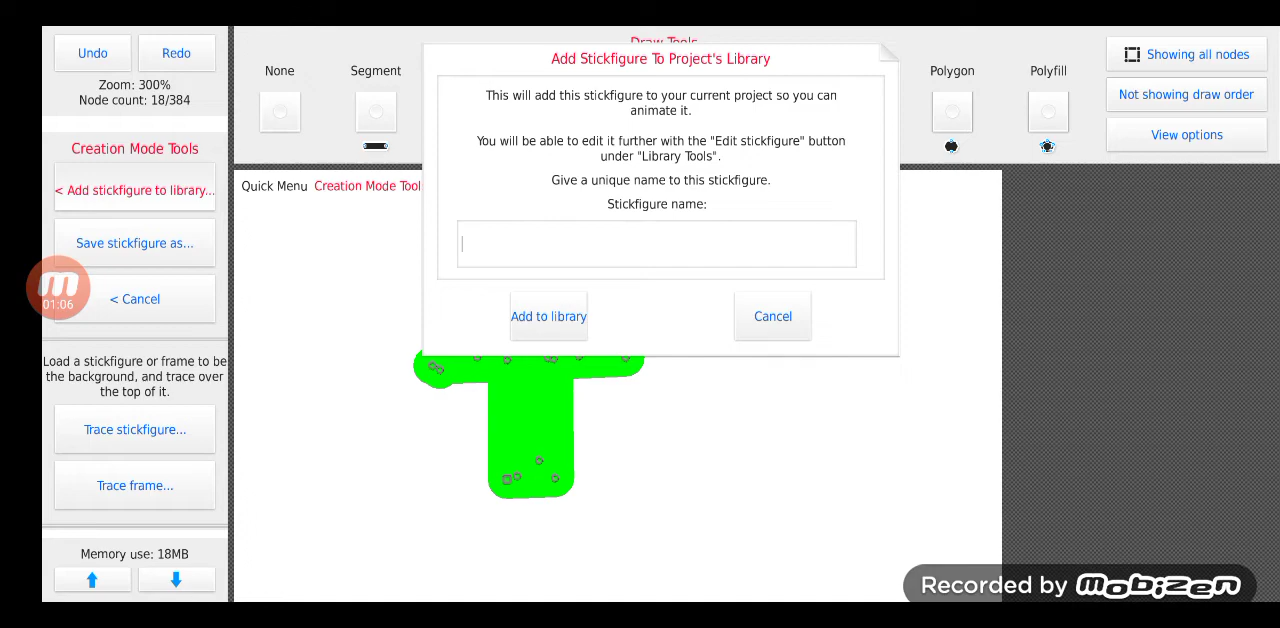 Undo
Redo
Zoom: 300%
Node count: 18/384
Creation Mode Tools
< Add stickfigure to library...
Save stickfigure as...
01:06
< Cancel
Load a stickfigure or frame to be
the background, and trace over
the top of it.
Trace stickfigure...
Trace frame...
Memory use: 18MB
Draw Tools
None
Segment
Polygon
Polyfill
Showing all nodes
Not showing draw order
View options
Quick Menu Creation Mode Tool
Add Stickfigure To Project's Library
This will add this stickfigure to your current project so you can
animate it.
You will be able to edit it further with the "Edit stickfigure" button
under "Library Tools".
Give a unique name to this stickfigure.
Stickfigure name:
Add to library
Cancel
Recorded by mobizen